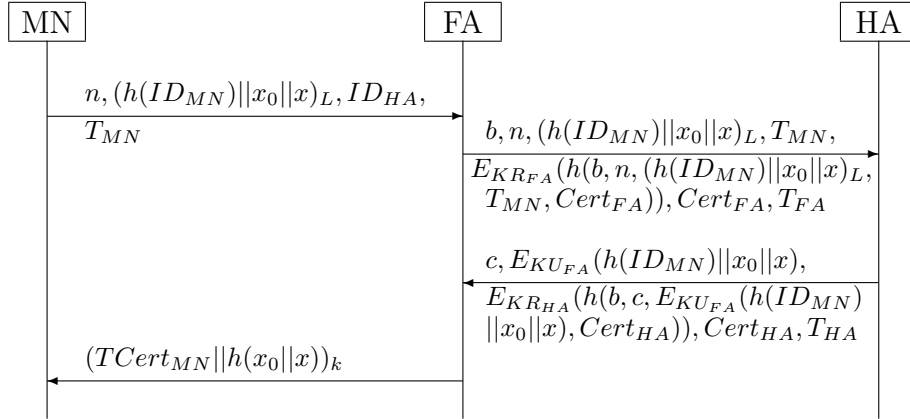 MN FA HA
n, (h(ID_{MN})||x_0||x)_L, ID_{HA},
T_{MN}
b, n, (h(ID_{MN})||x_0||x)_L, T_{MN},
E_{KR_{FA}}(h(b, n, (h(ID_{MN})||x_0||x)_L,
T_{MN}, Cert_{FA})), Cert_{FA}, T_{FA}
c, E_{KU_{FA}}(h(ID_{MN})||x_0||x),
E_{KR_{HA}}(h(b, c, E_{KU_{FA}}(h(ID_{MN})
||x_0||x), Cert_{HA})), Cert_{HA}, T_{HA}
(TCert_{MN}||h(x_0||x))_k